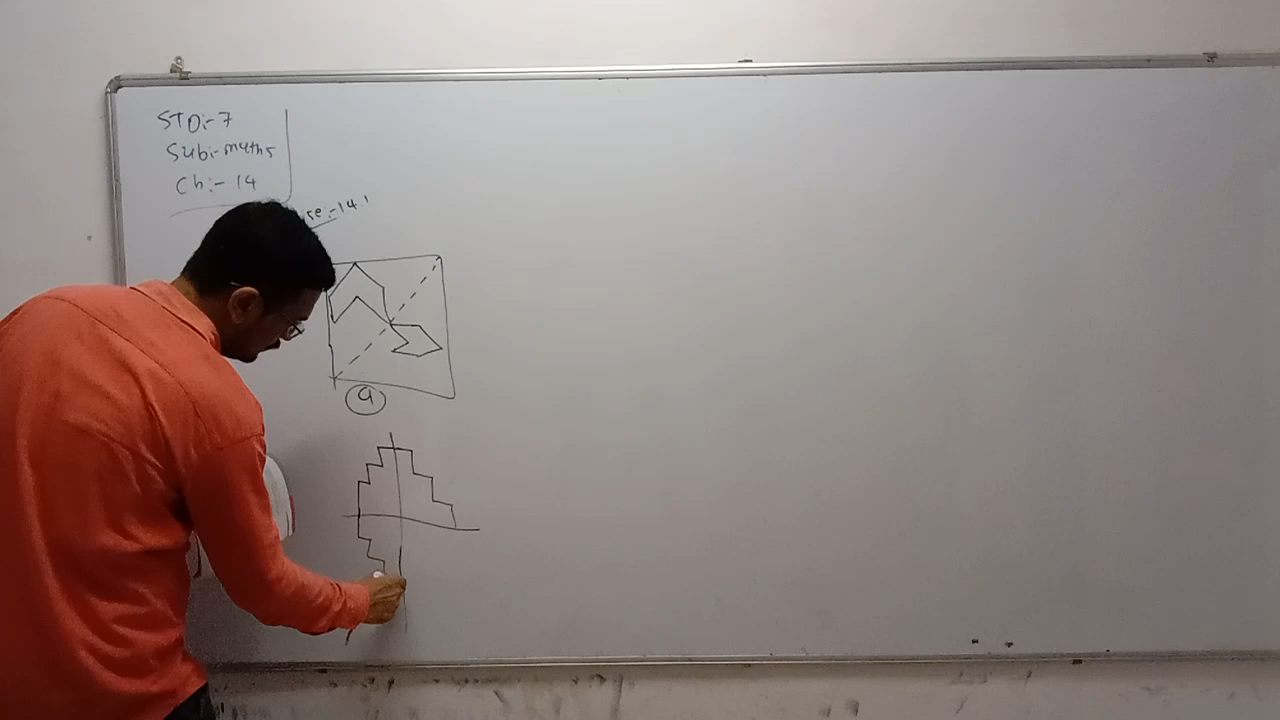 STD:- 7
Sub:- maths
Ch:- 14
se:-14.1
a